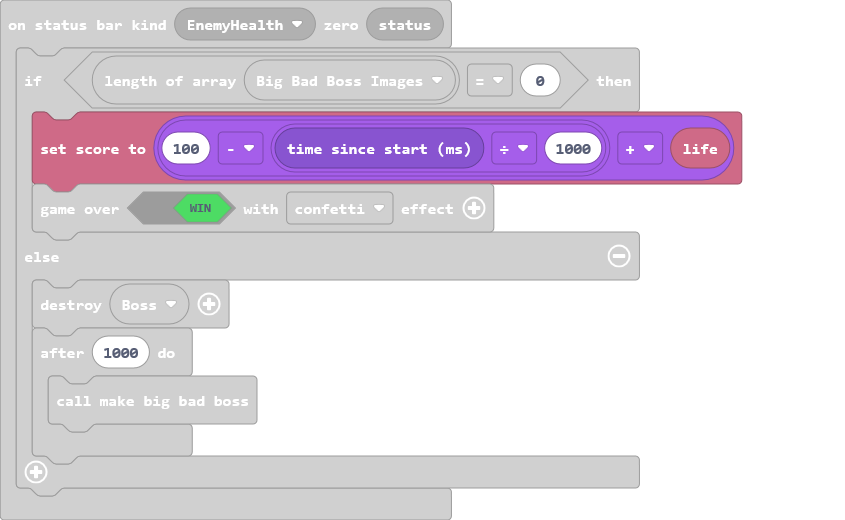 on status bar kind EnemyHealth zero status
if length of array Big Bad Boss Images = 0 then
set score to 100 - time since start (ms) ÷ 1000 + life
game over WIN with confetti effect
else
destroy Boss
after 1000 do
call make big bad boss